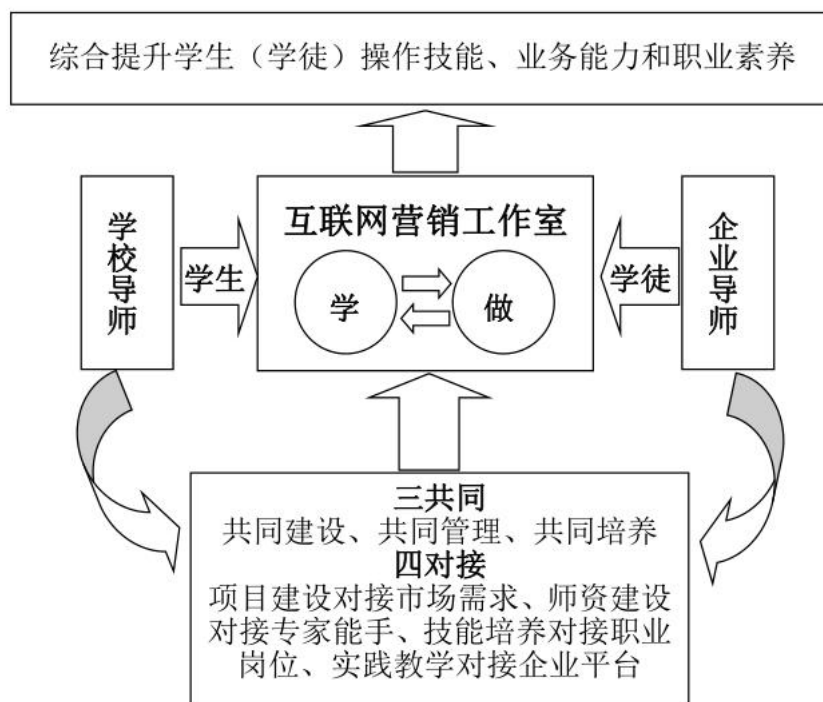 综合提升学生（学徒）操作技能、业务能力和职业素养
学校导师
学生
互联网营销工作室
学
做
学徒
企业导师
三共同
共同建设、共同管理、共同培养
四对接
项目建设对接市场需求、师资建设
对接专家能手、技能培养对接职业
岗位、实践教学对接企业平台